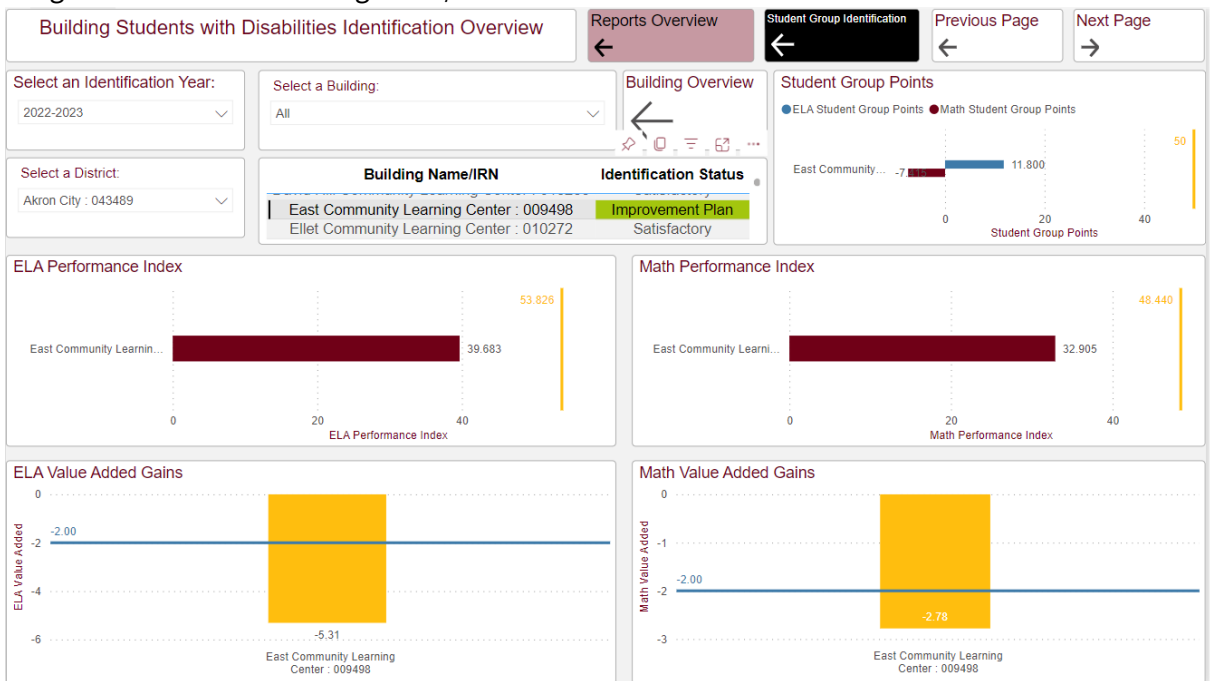 Building Students with Disabilities Identification Overview
Reports Overview
Student Group Identification
Previous Page
Next Page
Select an Identification Year:
2022-2023
Select a Building:
All
Building Overview
Select a District:
Akron City : 043489
Building Name/IRN Identification Status
East Community Learning Center : 009498 Improvement Plan
Ellet Community Learning Center : 010272 Satisfactory
Student Group Points
ELA Student Group Points Math Student Group Points
50
East Community... 11.800
0 20 40
Student Group Points
ELA Performance Index
53.826
East Community Learnin... 39.683
0 20 40
ELA Performance Index
Math Performance Index
48.440
East Community Learni... 32.905
0 20 40
Math Performance Index
ELA Value Added Gains
ELA Value Added
0
-2.00
-2
-4
-5.31
-6
East Community Learning
Center : 009498
Math Value Added Gains
Math Value Added
0
-1
-2.00
-2
-2.78
-3
East Community Learning
Center : 009498